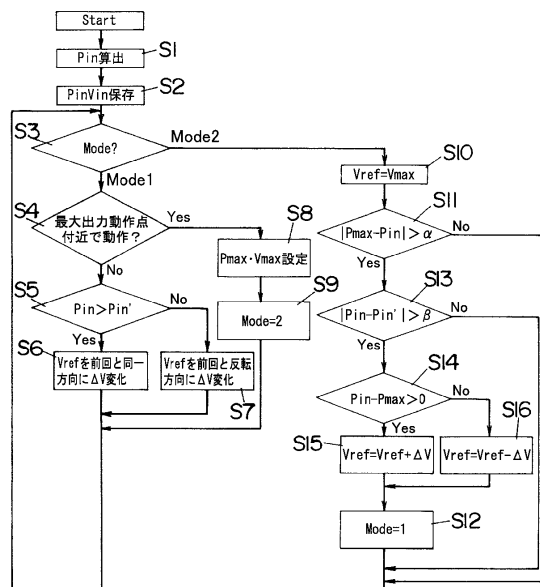 Start
Pin算出
S1
PinVin保存
S2
S3
Mode?
Mode2
Mode1
Vref=Vmax
S10
S4
最大出力動作点
付近で動作?
Yes
No
S8
Pmax・Vmax設定
S9
Mode=2
S11
|Pmax-Pin|>α
No
Yes
S5
Pin>Pin'
No
Yes
S13
|Pin-Pin'|>β
No
Yes
S6
Vrefを前回と同一
方向にΔV変化
Vrefを前回と反転
方向にΔV変化
S7
S14
Pin-Pmax>0
No
Yes
S15
Vref=Vref+ΔV
S16
Vref=Vref-ΔV
Mode=1
S12